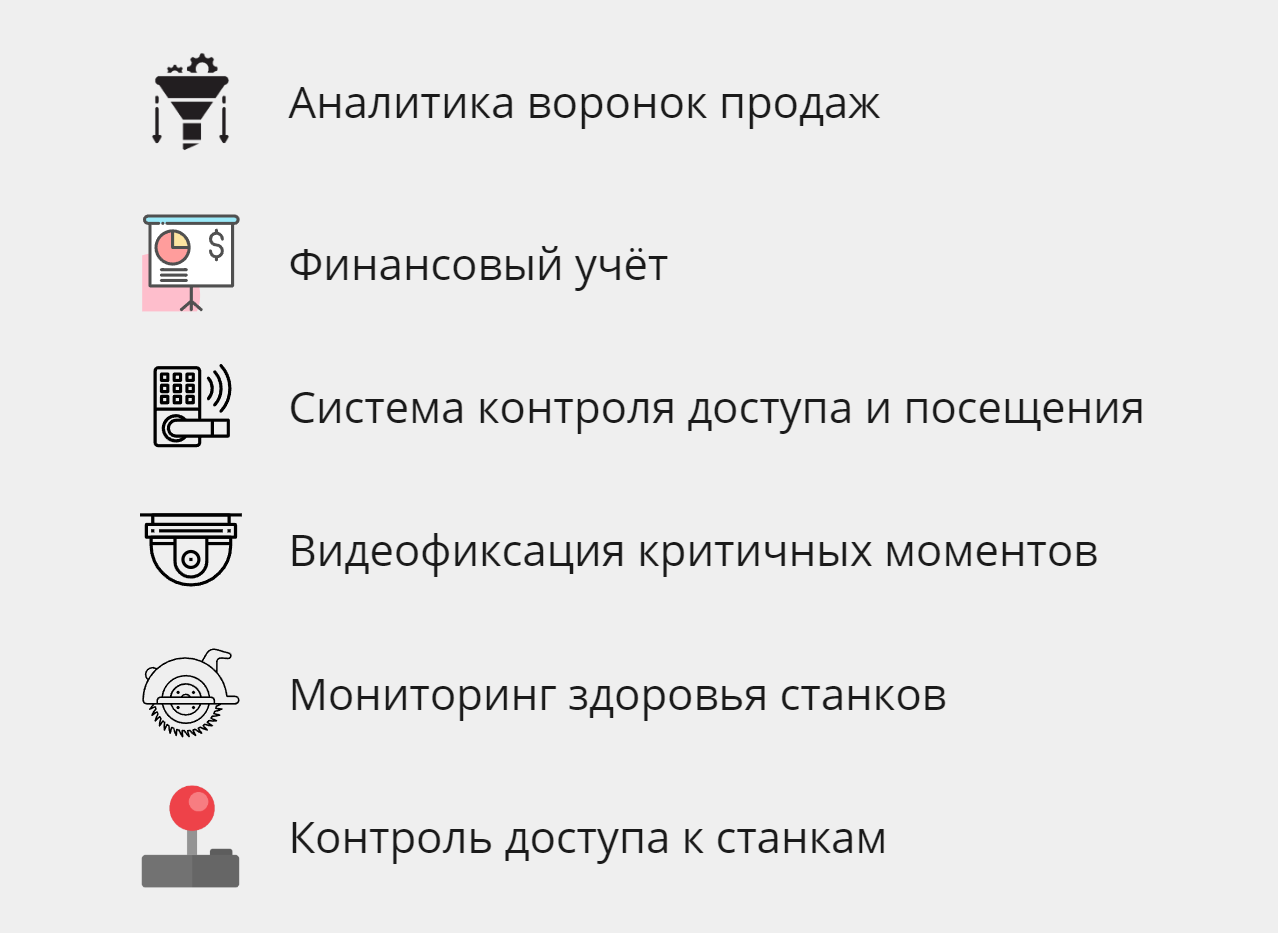 Аналитика воронок продаж
$
Финансовый учёт
Система контроля доступа и посещения
Видеофиксация критичных моментов
Мониторинг здоровья станков
Контроль доступа к станкам